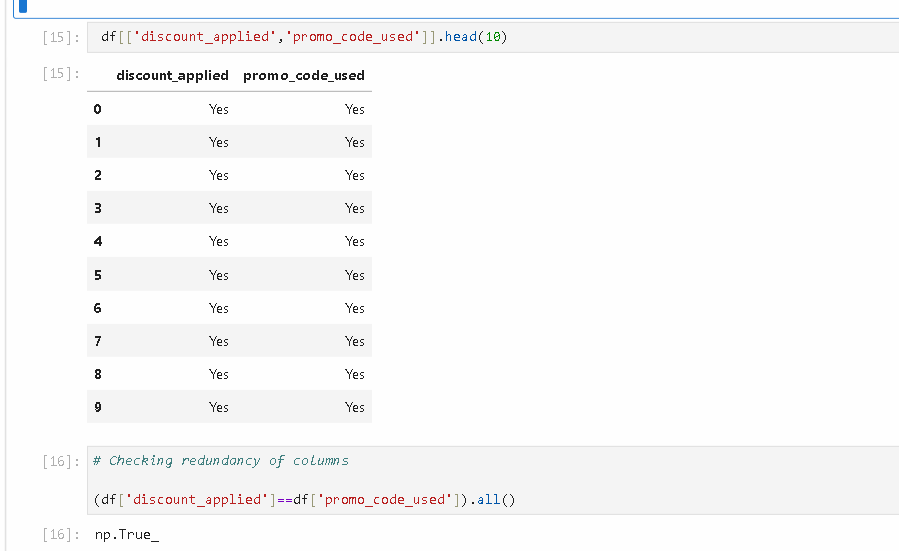 [15]: df[['discount_applied','promo_code_used']].head(10)
[15]: discount_applied promo_code_used
0 Yes Yes
1 Yes Yes
2 Yes Yes
3 Yes Yes
4 Yes Yes
5 Yes Yes
6 Yes Yes
7 Yes Yes
8 Yes Yes
9 Yes Yes
[16]: # Checking redundancy of columns
(df['discount_applied']==df['promo_code_used']).all()
[16]: np.True_